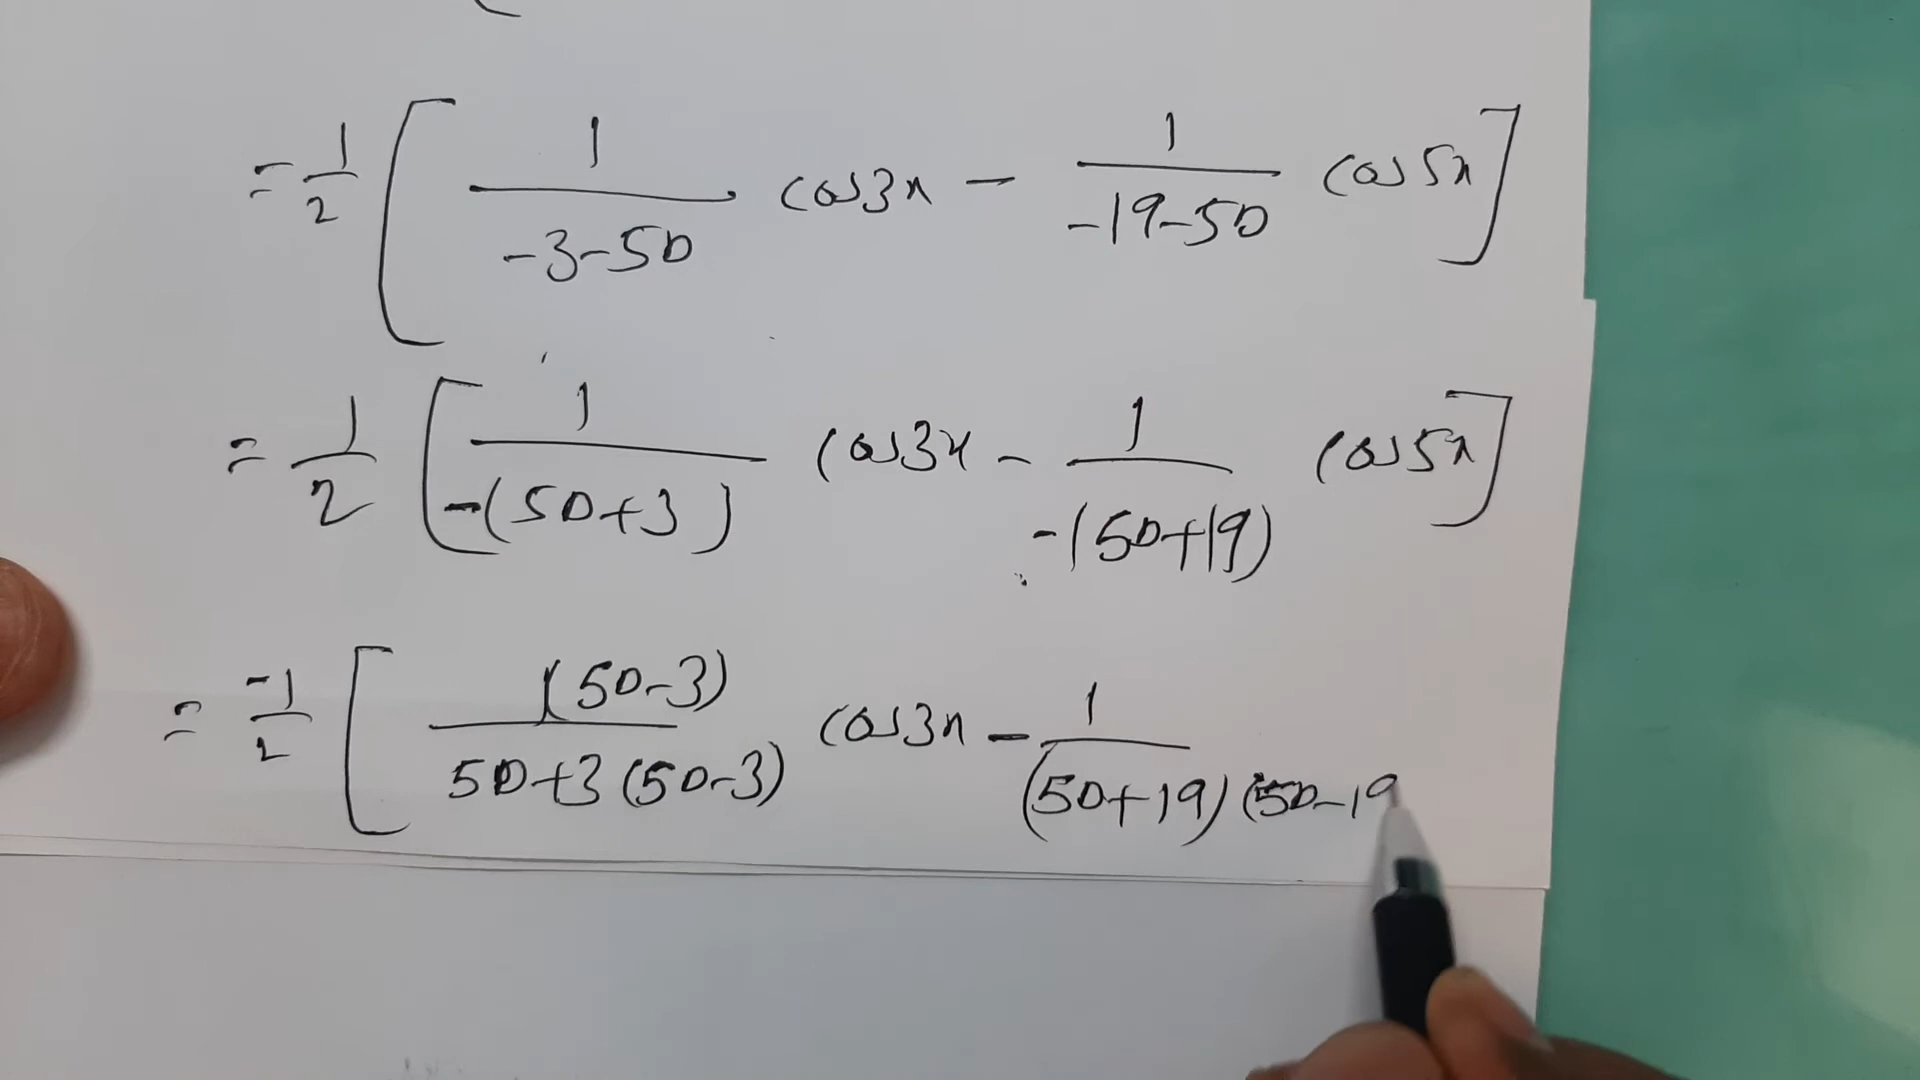 = 1/2 [ 1/(-3-5D) cos3x - 1/(-19-5D) cos5x ]
= 1/2 [ 1/-(5D+3) cos3x - 1/-(5D+19) cos5x ]
= -1/2 [ (5D-3)/5D+3(5D-3) cos3x - 1/(5D+19)(5D-19